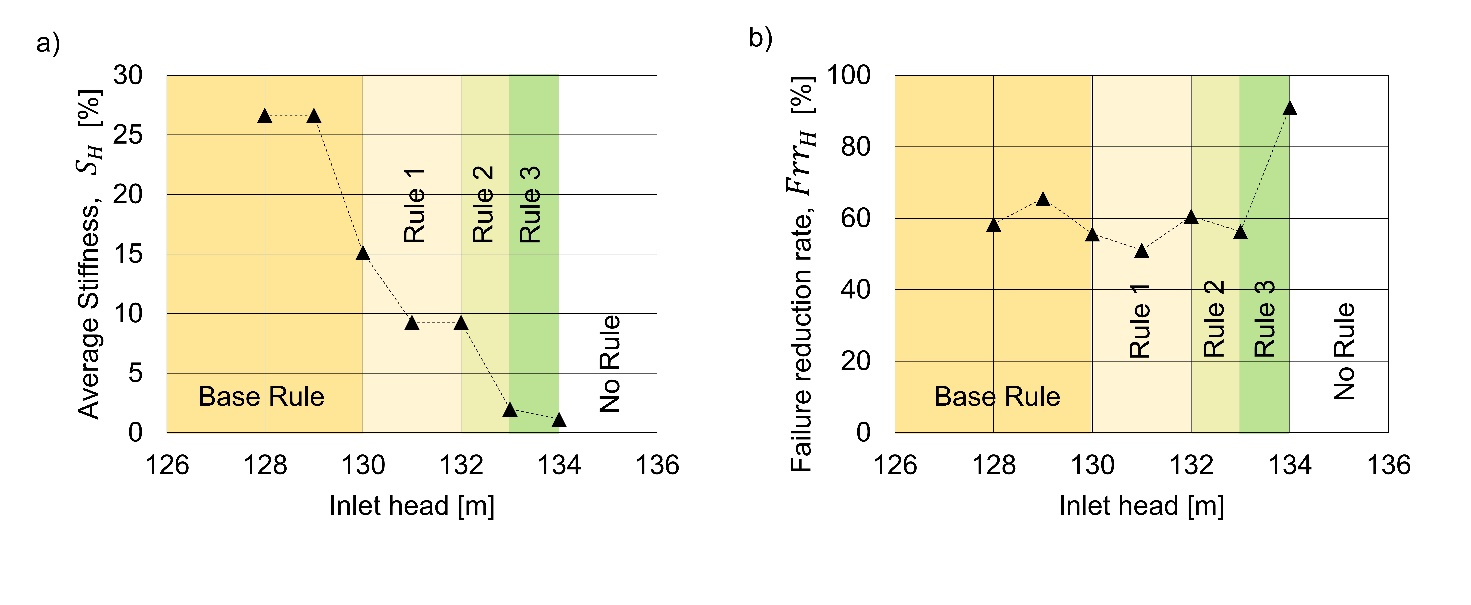 a)
Average Stiffness, S_H [%]
30
25
20
15
10
5
0
Base Rule
Rule 1
Rule 2
Rule 3
No Rule
126 128 130 132 134 136
Inlet head [m]
b)
Failure reduction rate, Frr_H [%]
100
80
60
40
20
0
Base Rule
Rule 1
Rule 2
Rule 3
No Rule
126 128 130 132 134 136
Inlet head [m]